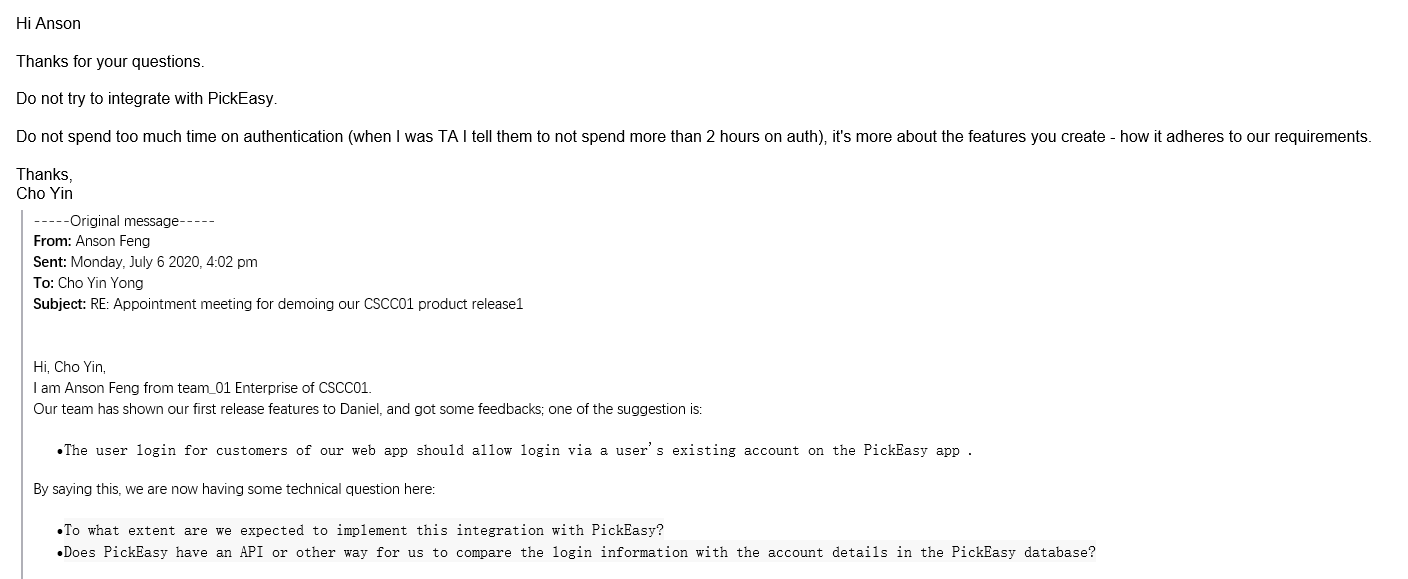 Hi Anson
Thanks for your questions.
Do not try to integrate with PickEasy.
Do not spend too much time on authentication (when I was TA I tell them to not spend more than 2 hours on auth), it's more about the features you create - how it adheres to our requirements.
Thanks,
Cho Yin
-----Original message-----
From: Anson Feng
Sent: Monday, July 6 2020, 4:02 pm
To: Cho Yin Yong
Subject: RE: Appointment meeting for demoing our CSCC01 product release1
Hi, Cho Yin,
I am Anson Feng from team_01 Enterprise of CSCC01.
Our team has shown our first release features to Daniel, and got some feedbacks; one of the suggestion is:
•The user login for customers of our web app should allow login via a user's existing account on the PickEasy app .
By saying this, we are now having some technical question here:
•To what extent are we expected to implement this integration with PickEasy?
•Does PickEasy have an API or other way for us to compare the login information with the account details in the PickEasy database?